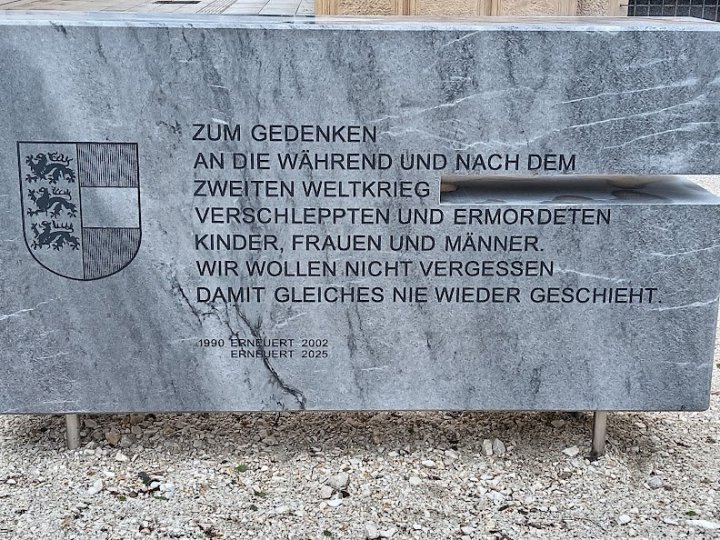 ZUM GEDENKEN
AN DIE WÄHREND UND NACH DEM
ZWEITEN WELTKRIEG
VERSCHLEPPTEN UND ERMORDETEN
KINDER, FRAUEN UND MÄNNER.
WIR WOLLEN NICHT VERGESSEN
DAMIT GLEICHES NIE WIEDER GESCHIEHT.
1990 ERNEUERT 2002
ERNEUERT 2025